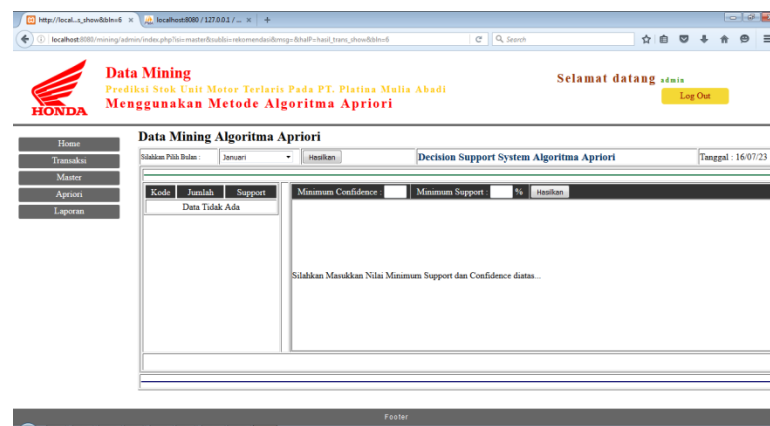 http://local...s_show&bln=6 × localhost:8080 / 127.0.0.1 / ... × +
localhost:8080/mining/admin/index.php?isi=master&subIsi=rekomendasi&msg=&halF=hasil_trans_show&bln=6 Search
HONDA
Data Mining
Prediksi Stok Unit Motor Terlaris Pada PT. Platina Mulia Abadi
Menggunakan Metode Algoritma Apriori
Selamat datang admin
Log Out
Home
Transaksi
Master
Apriori
Laporan
Data Mining Algoritma Apriori
Silahkan Pilih Bulan : Januari Hasilkan Decision Support System Algoritma Apriori Tanggal : 16/07/23
Kode Jumlah Support
Data Tidak Ada
Minimum Confidence : Minimum Support : % Hasilkan
Silahkan Masukkan Nilai Minimum Support dan Confidence diatas...
Footer